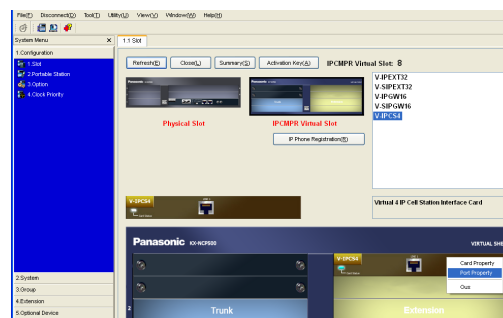 File(F) Disconnect(D) Tool(T) Utility(U) View(V) Window(W) Help(H)
System Menu X
1.1 Slot
1.Configuration
1.Slot
2.Portable Station
3.Option
4.Clock Priority
Refresh(E) Close(L) Summary(S) Activation Key(A) IPCMPR Virtual Slot: 8
V-IPEXT32
V-SIPEXT32
V-IPGW16
V-SIPGW16
V-IPCS4
Physical Slot
IPCMPR Virtual Slot
IP Phone Registration(R)
V-IPCS4
Virtual 4 IP Cell Station Interface Card
Panasonic KX-NCP500
VIRTUAL SHE
V-IPCS4
Card Property
Port Property
Ous
2.System
3.Group
4.Extension
5.Optional Device
2
Trunk
Extension